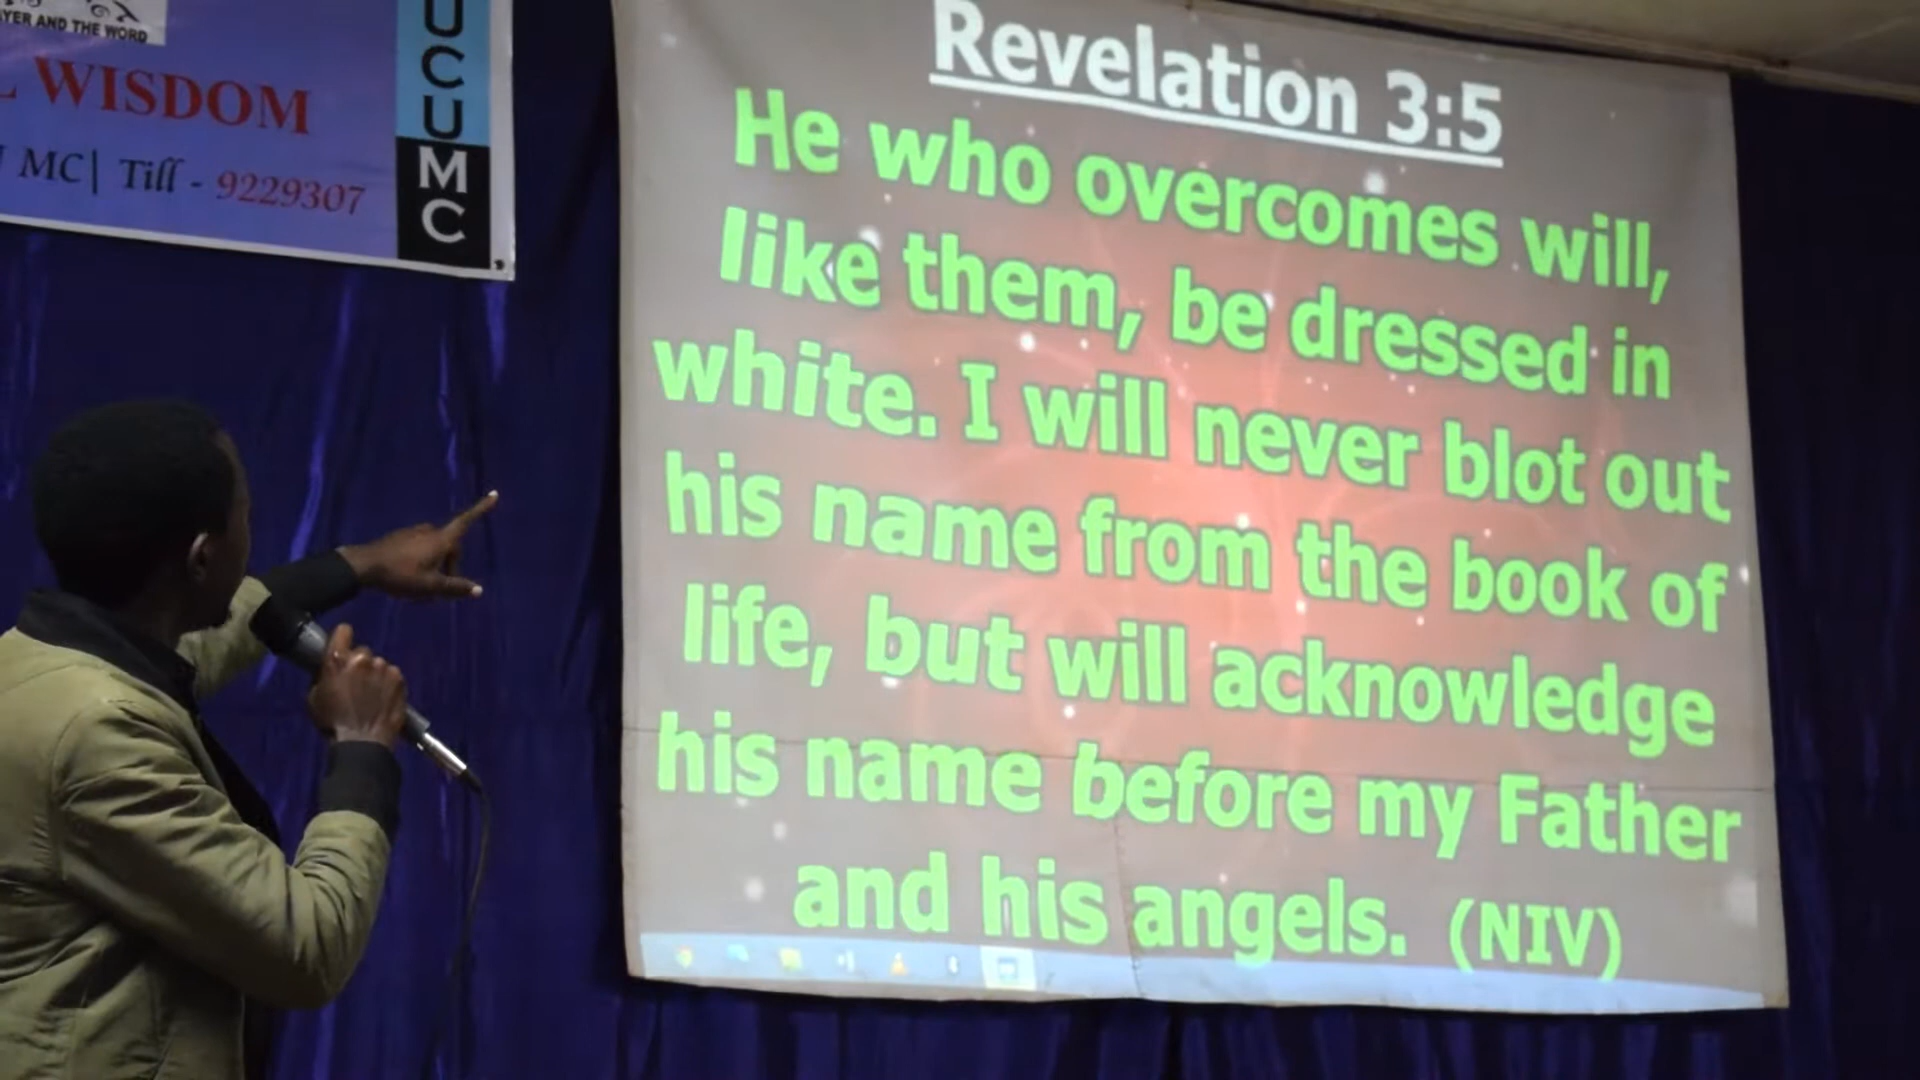 AYER AND THE WORD
WISDOM
MC| Till - 9229307
U
C
U
M
C
Revelation 3:5
He who overcomes will,
like them, be dressed in
white. I will never blot out
his name from the book of
life, but will acknowledge
his name before my Father
and his angels. (NIV)